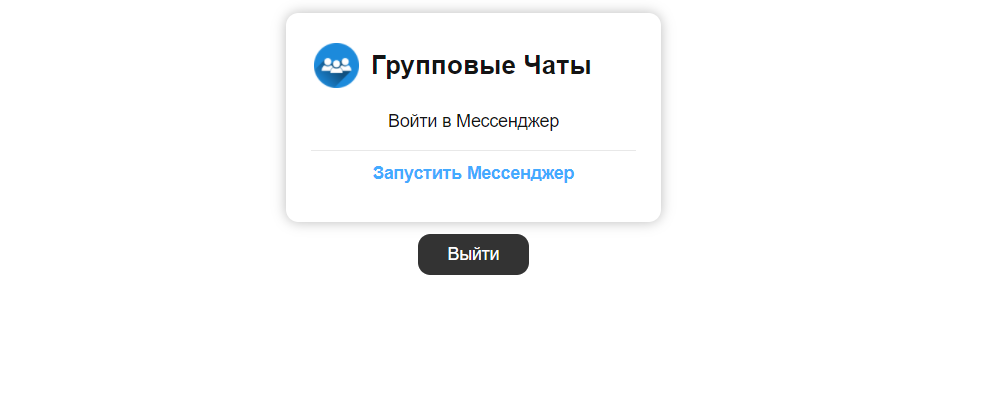 Групповые Чаты
Войти в Мессенджер
Запустить Мессенджер
Выйти